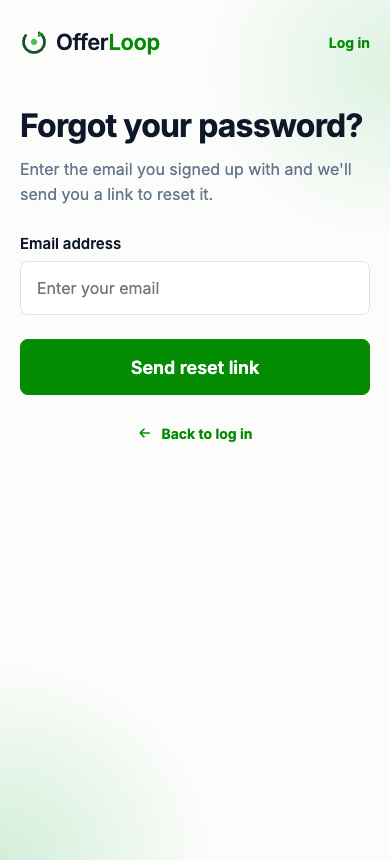 OfferLoop
Log in
Forgot your password?
Enter the email you signed up with and we'll
send you a link to reset it.
Email address
Enter your email
Send reset link
← Back to log in